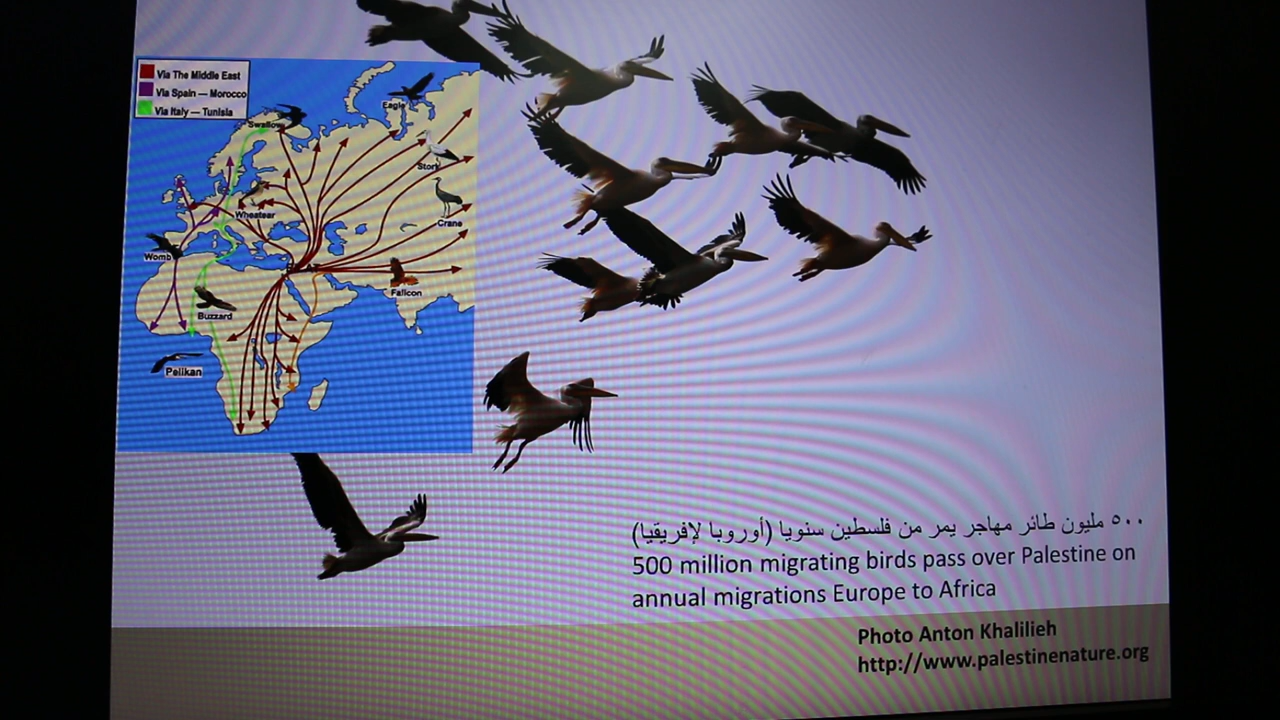 Via The Middle East
Via Spain — Morocco
Via Italy — Tunisia
Eagle
Swallow
Stork
Wheatear
Crane
Womb
Falicon
Buzzard
Pelikan
٥٠٠ مليون طائر مهاجر يمر من فلسطين سنويا (أوروبا لإفريقيا)
500 million migrating birds pass over Palestine on
annual migrations Europe to Africa
Photo Anton Khalilieh
http://www.palestinenature.org